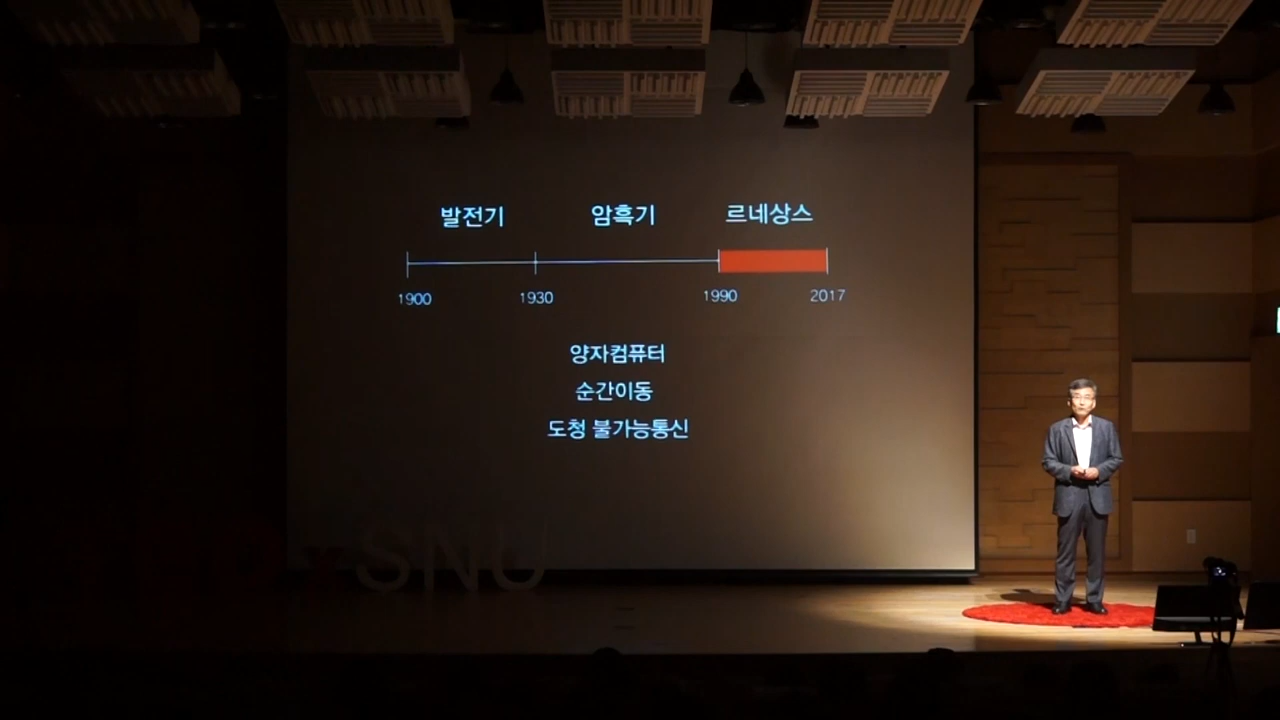 발전기 암흑기 르네상스
1900 1930 1990 2017
양자컴퓨터
순간이동
도청 불가능통신
SNU